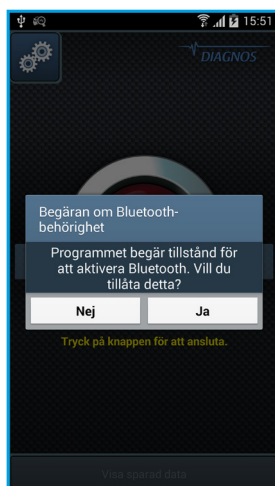 15:51
DIAGNOS
Begäran om Bluetooth-
behörighet
Programmet begär tillstånd för
att aktivera Bluetooth. Vill du
tillåta detta?
Nej Ja
Tryck på knappen för att ansluta.
Visa sparad data